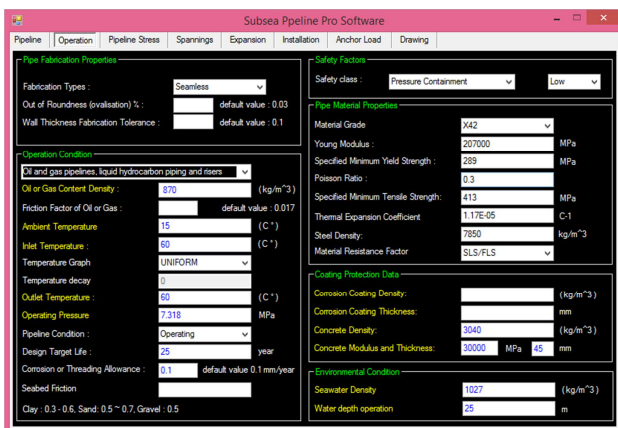 Subsea Ppeline Pro Software
Pipeline Operation Pipeline Stress Spannings Expansion Installation Anchor Load Drawing
Pipe Fabrication Properties
Fabrication Types : Seamless
Out of Roundness (ovalisation) % : default value : 0.03
Wall Thickness Fabrication Tolerance : default value : 0.1
Operation Condition
Oil and gas pipelines, liquid hydrocarbon piping and risers
Oil or Gas Content Density : 870 (kg/m^3)
Friction Factor of Oil or Gas : default value : 0.017
Ambient Temperature 15 (C°)
Inlet Temperature : 60 (C°)
Temperature Graph UNIFORM
Temperature decay 0
Outlet Temperature : 60 (C°)
Operating Pressure 7.318 MPa
Pipeline Condition : Operating
Design Target Life : 25 year
Corrosion or Threading Allowance : 0.1 default value 0.1 mm/year
Seabed Friction
Clay : 0.3 - 0.6, Sand: 0.5 ~ 0.7, Gravel : 0.5
Safety Factors
Safety class : Pressure Containment Low
Pipe Material Properties
Material Grade X42
Young Modulus : 207000 MPa
Specified Minimum Yield Strength : 289 MPa
Poisson Ratio : 0.3
Specified Minimum Tensile Strength: 413 MPa
Thermal Expansion Coefficient 1.17E-05 C-1
Steel Density: 7850 kg/m^3
Material Resistance Factor SLS/FLS
Coating Protection Data
Corrosion Coating Density: (kg/m^3)
Corrosion Coating Thickness: mm
Concrete Density: 3040 (kg/m^3)
Concrete Modulus and Thickness: 30000 MPa 45 mm
Environmental Condition
Seawater Density 1027 (kg/m^3)
Water depth operation 25 m